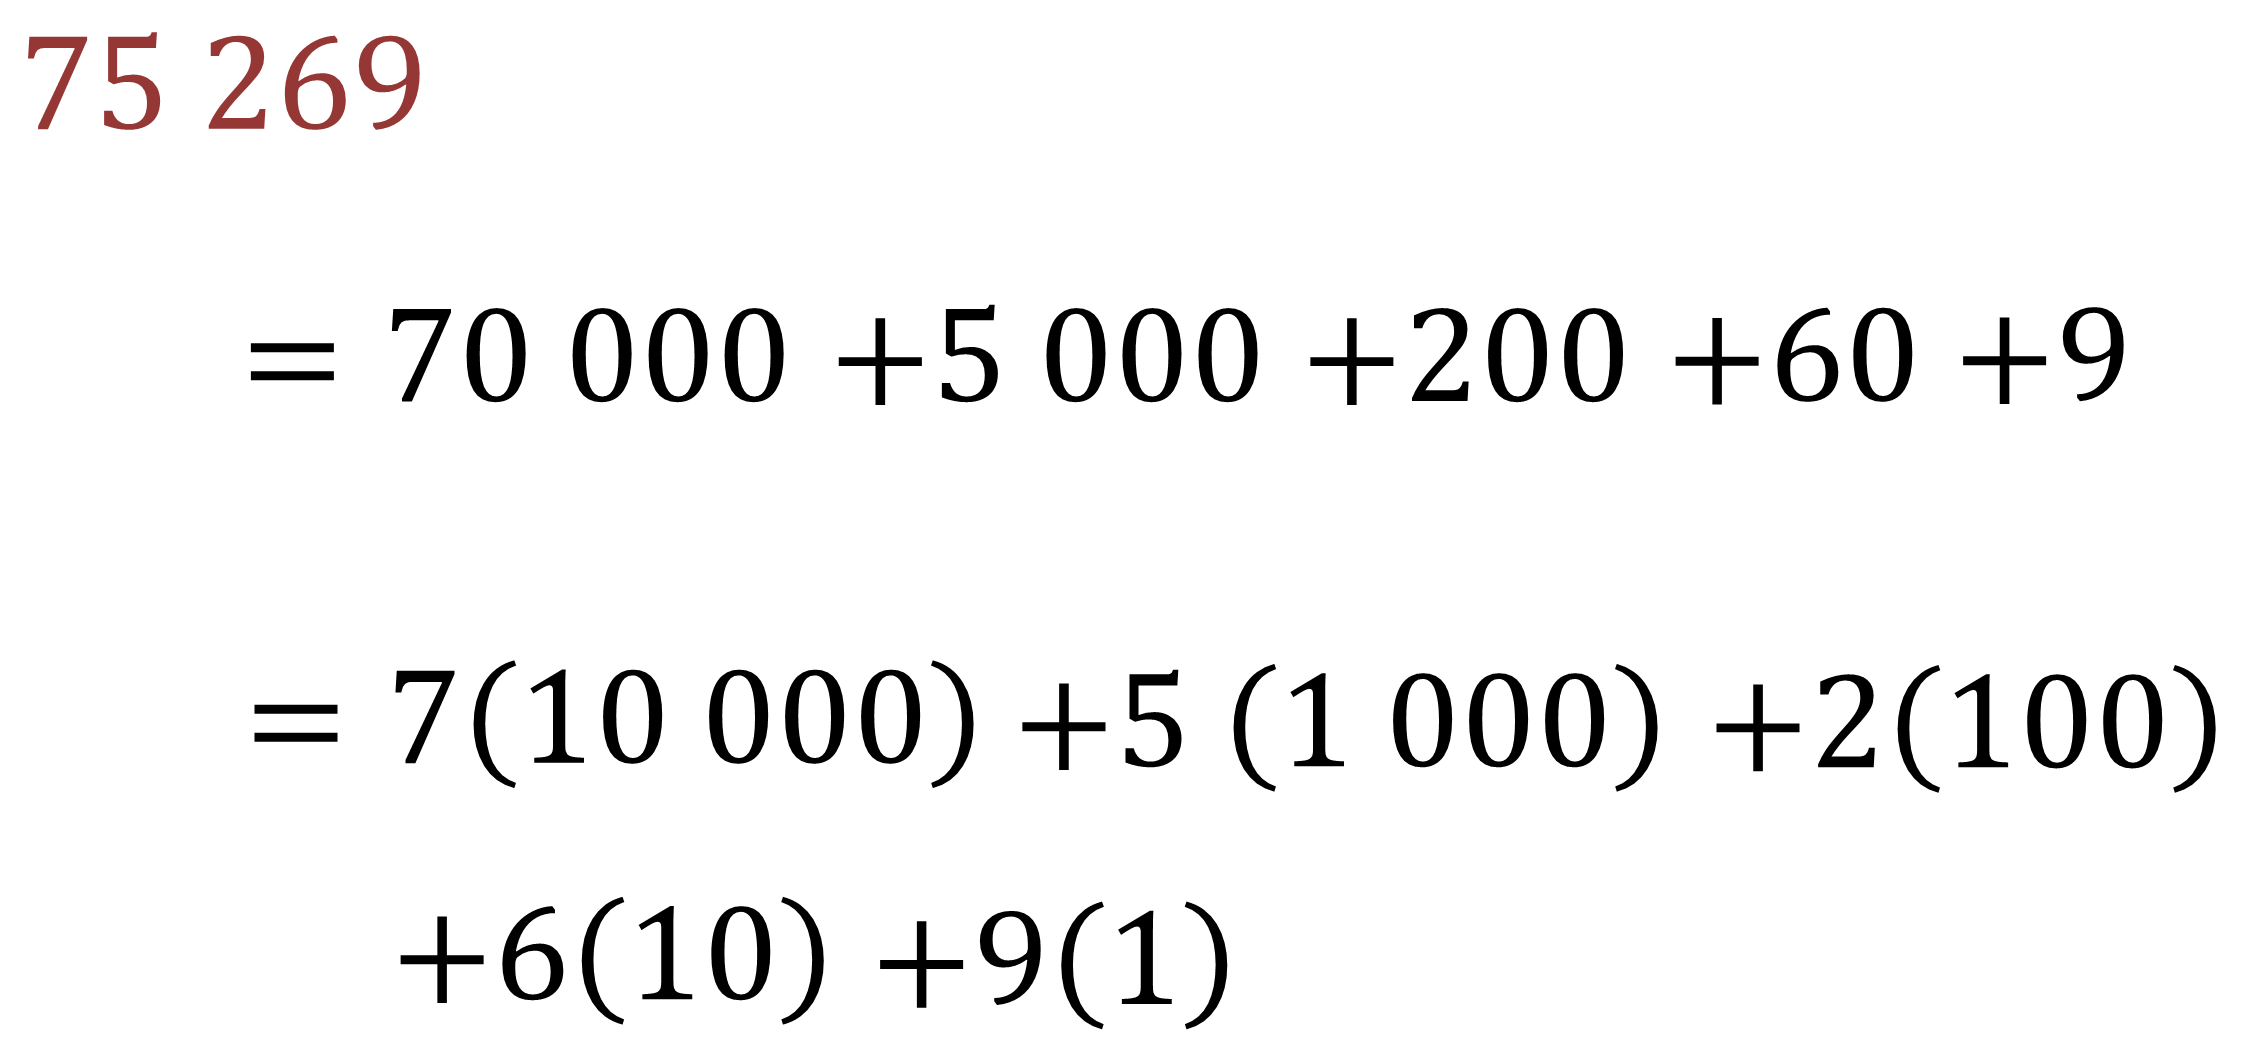 75 269
= 70 000 +5 000 +200 +60 +9
= 7(10 000) +5 (1 000) +2(100)
+6(10) +9(1)